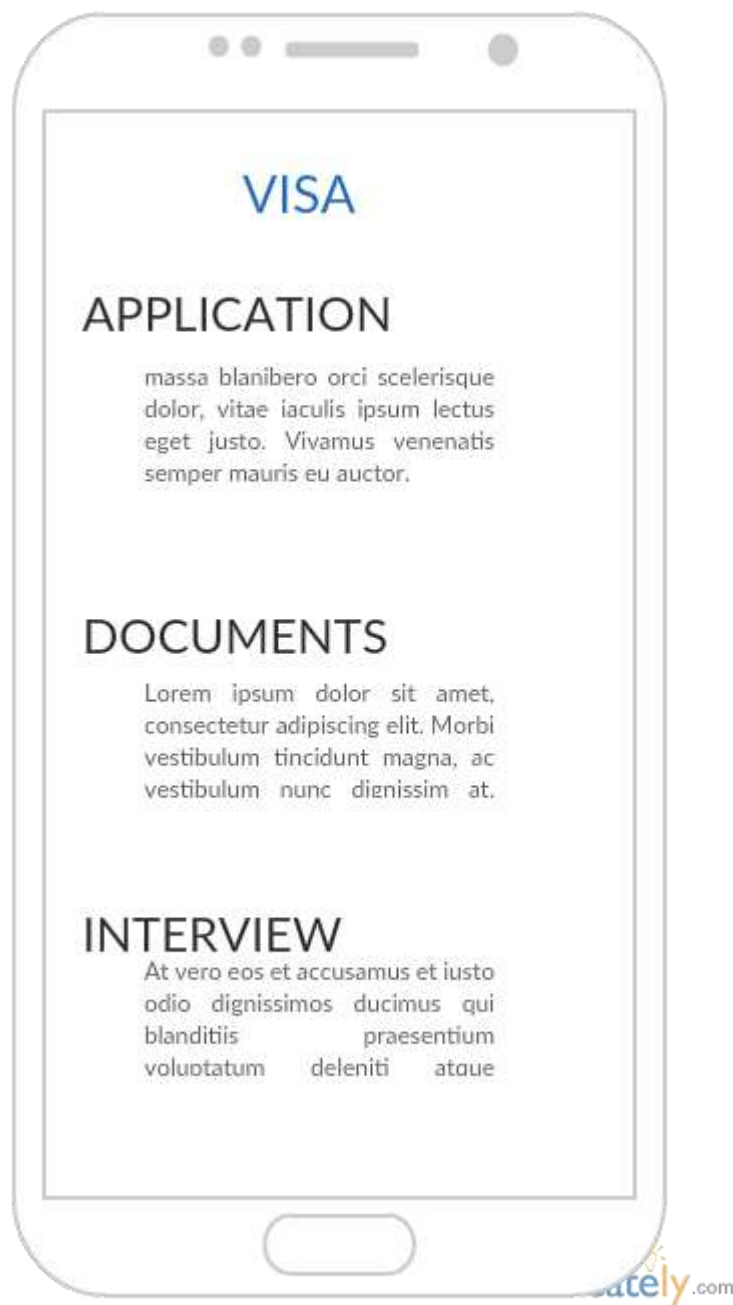 VISA
APPLICATION
massa blanibero orci scelerisque
dolor, vitae iaculis ipsum lectus
eget justo. Vivamus venenatis
semper mauris eu auctor.
DOCUMENTS
Lorem ipsum dolor sit amet,
consectetur adipiscing elit. Morbi
vestibulum tincidunt magna, ac
vestibulum nunc dignissim at.
INTERVIEW
At vero eos et accusamus et iusto
odio dignissimos ducimus qui
blanditiis praesentium
voluptatum deleniti atque
ately.com